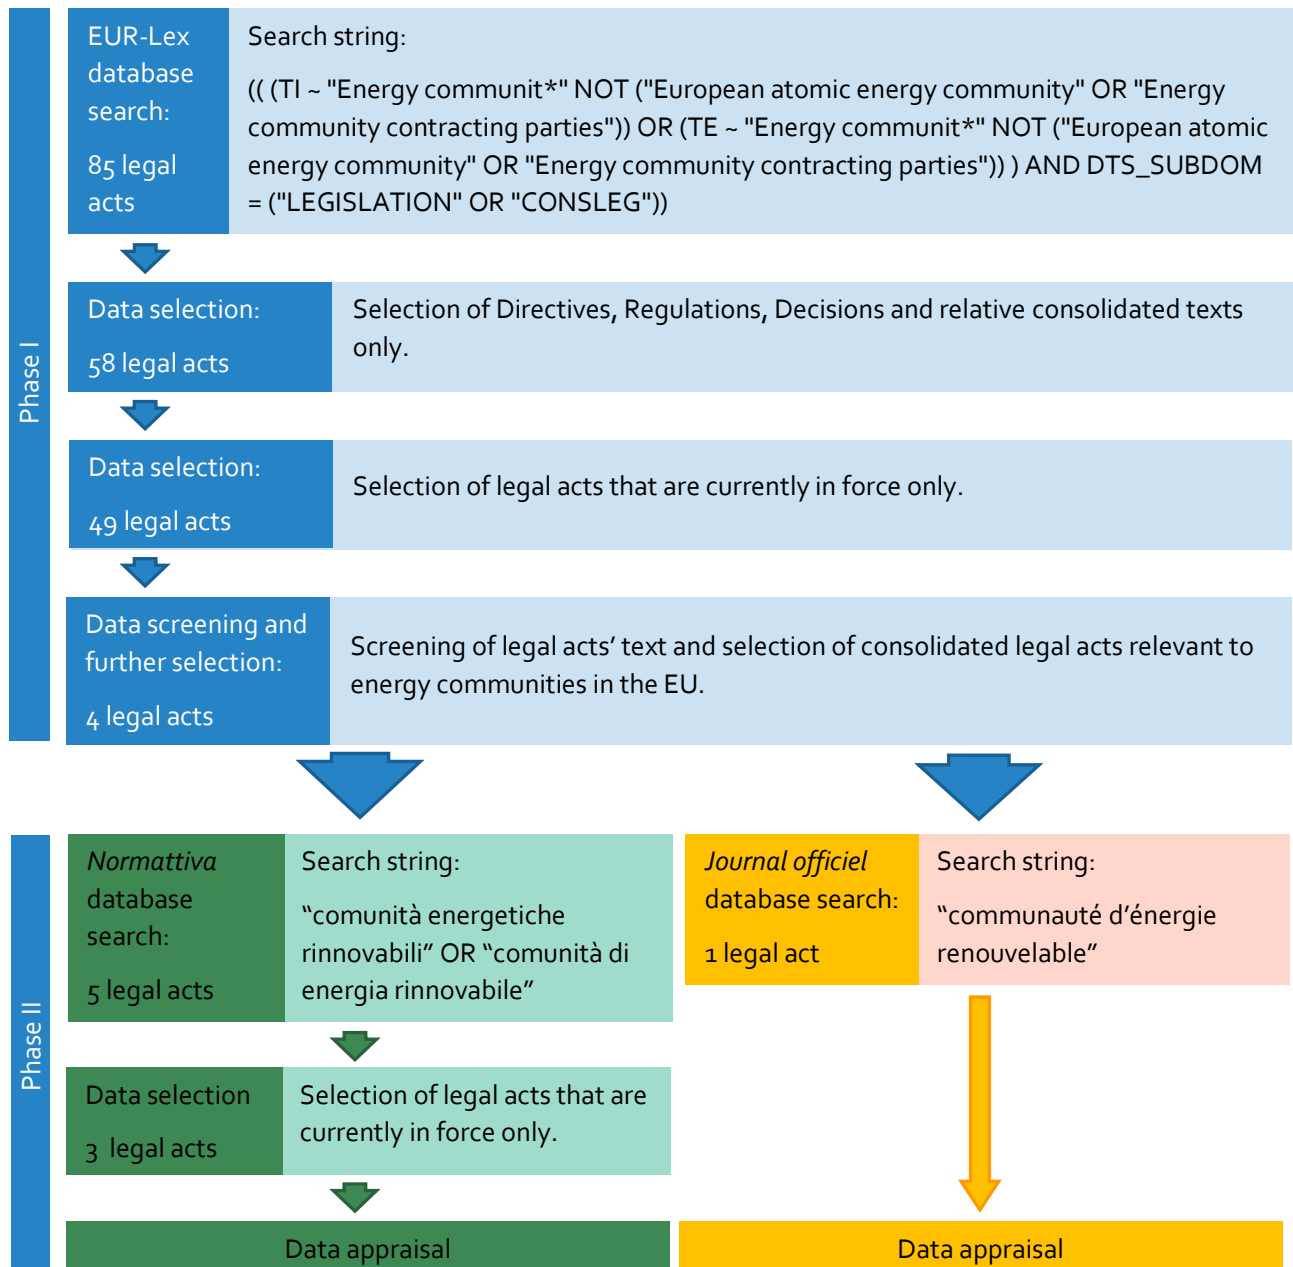 Phase I
EUR-Lex
database
search:
85 legal
acts
Search string:
(( (TI ~ "Energy communit*" NOT ("European atomic energy community" OR "Energy
community contracting parties")) OR (TE ~ "Energy communit*" NOT ("European atomic
energy community" OR "Energy community contracting parties")) ) AND DTS_SUBDOM
= ("LEGISLATION" OR "CONSLEG"))
Data selection:
58 legal acts
Selection of Directives, Regulations, Decisions and relative consolidated texts
only.
Data selection:
49 legal acts
Selection of legal acts that are currently in force only.
Data screening and
further selection:
4 legal acts
Screening of legal acts’ text and selection of consolidated legal acts relevant to
energy communities in the EU.
Phase II
Normattiva
database
search:
5 legal acts
Search string:
“comunità energetiche
rinnovabili” OR “comunità di
energia rinnovabile”
Journal officiel
database search:
1 legal act
Search string:
“communauté d’énergie
renouvelable”
Data selection
3 legal acts
Selection of legal acts that are
currently in force only.
Data appraisal
Data appraisal